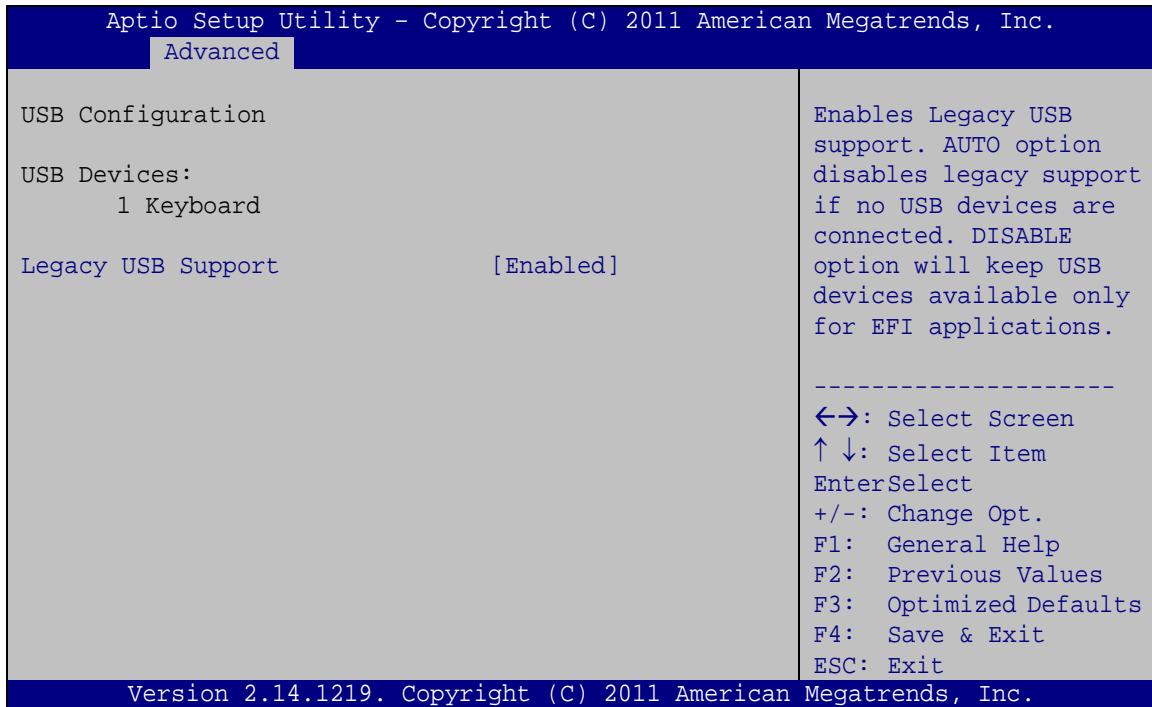 Aptio Setup Utility – Copyright (C) 2011 American Megatrends, Inc.
Advanced
USB Configuration
USB Devices:
1 Keyboard
Legacy USB Support [Enabled]
Enables Legacy USB
support. AUTO option
disables legacy support
if no USB devices are
connected. DISABLE
option will keep USB
devices available only
for EFI applications.
---------------------
←→: Select Screen
↑ ↓: Select Item
EnterSelect
+/-: Change Opt.
F1: General Help
F2: Previous Values
F3: Optimized Defaults
F4: Save & Exit
ESC: Exit
Version 2.14.1219. Copyright (C) 2011 American Megatrends, Inc.